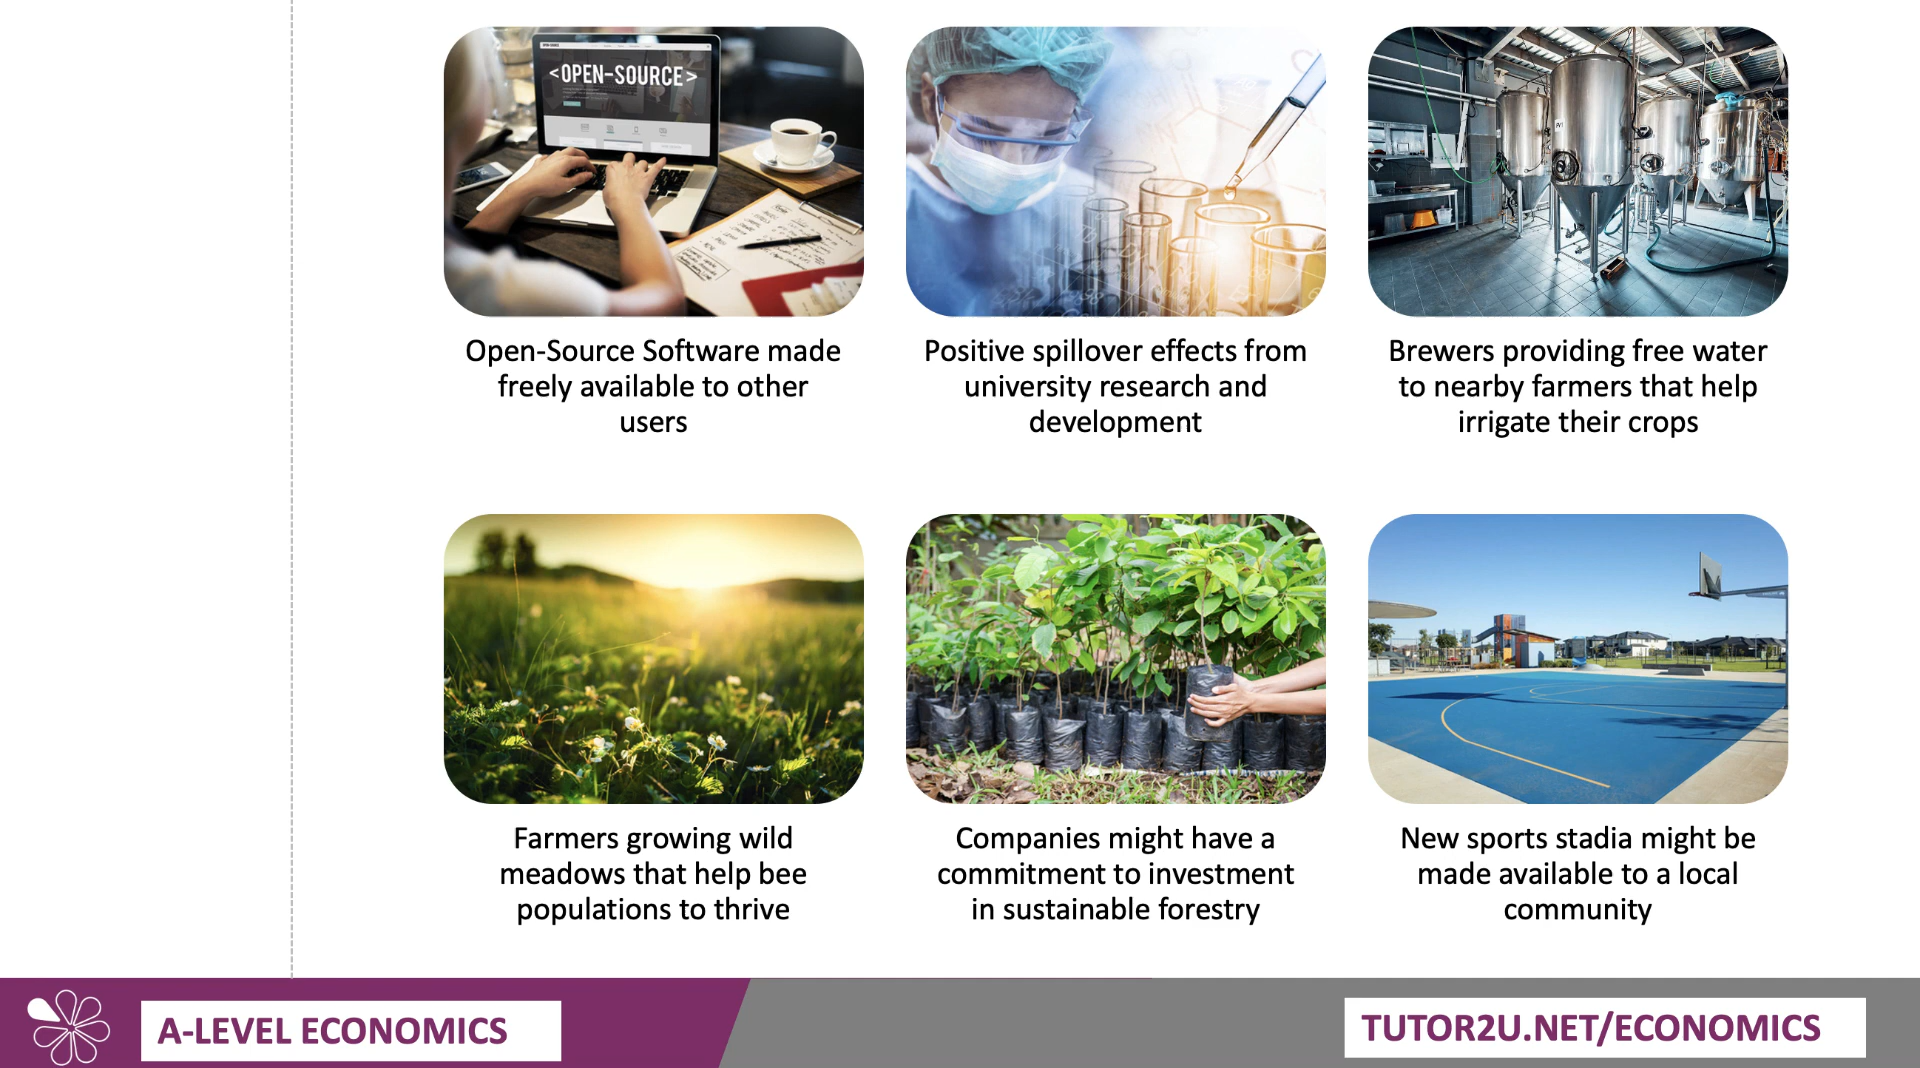 <OPEN-SOURCE>
Open-Source Software made
freely available to other
users
Positive spillover effects from
university research and
development
Brewers providing free water
to nearby farmers that help
irrigate their crops
Farmers growing wild
meadows that help bee
populations to thrive
Companies might have a
commitment to investment
in sustainable forestry
New sports stadia might be
made available to a local
community
A-LEVEL ECONOMICS
TUTOR2U.NET/ECONOMICS